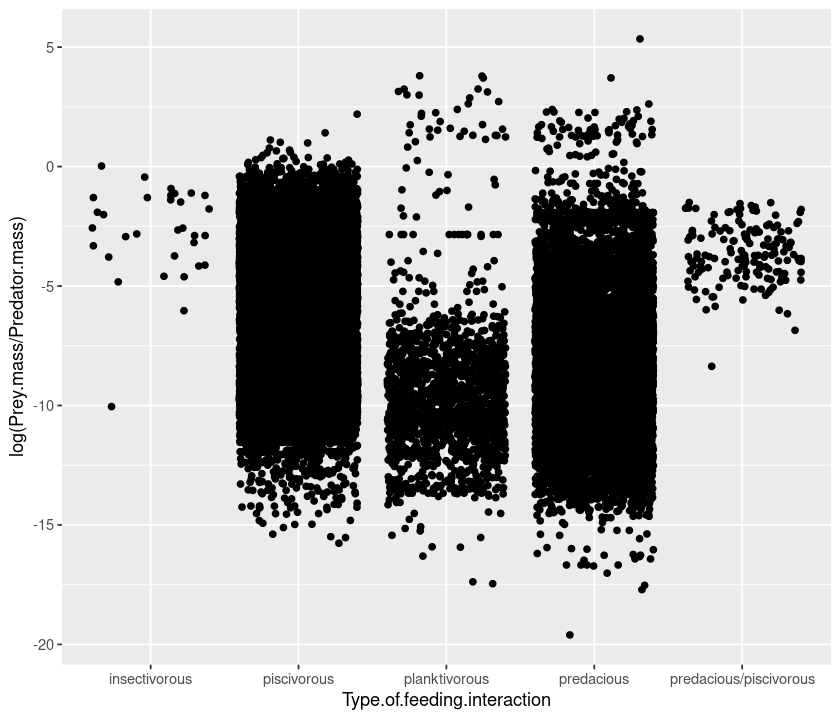 log(Prey.mass/Predator.mass)
5
0
-5
-10
-15
-20
insectivorous piscivorous planktivorous predacious predacious/piscivorous
Type.of.feeding.interaction